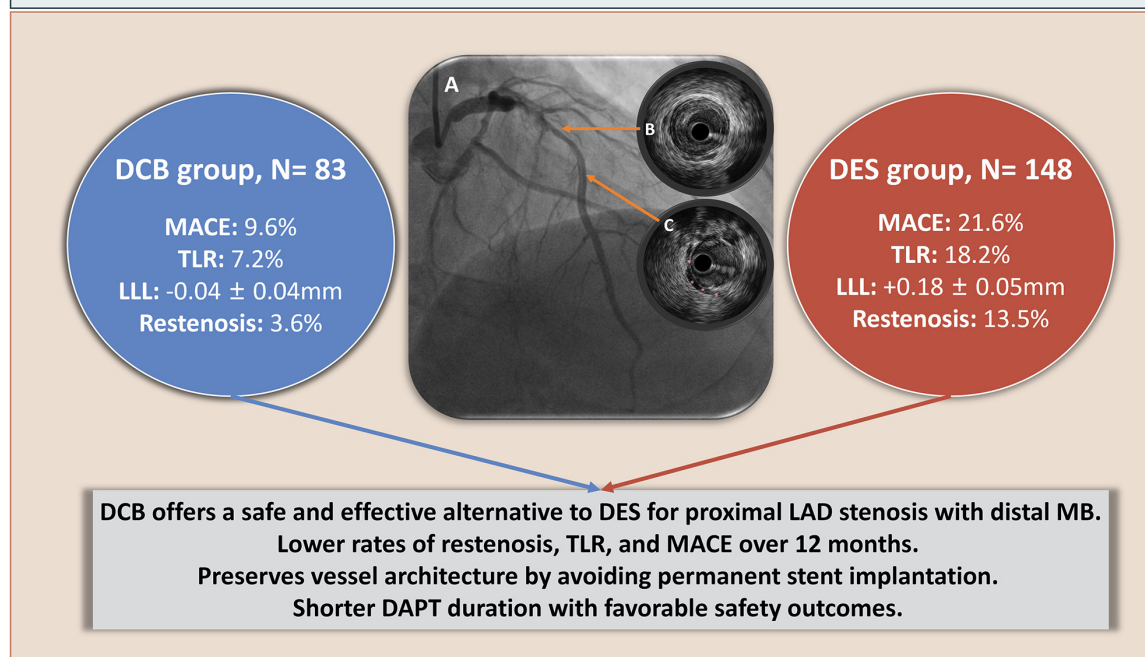 A
B
C
DCB group, N= 83
MACE: 9.6%
TLR: 7.2%
LLL: -0.04 ± 0.04mm
Restenosis: 3.6%
DES group, N= 148
MACE: 21.6%
TLR: 18.2%
LLL: +0.18 ± 0.05mm
Restenosis: 13.5%
DCB offers a safe and effective alternative to DES for proximal LAD stenosis with distal MB.
Lower rates of restenosis, TLR, and MACE over 12 months.
Preserves vessel architecture by avoiding permanent stent implantation.
Shorter DAPT duration with favorable safety outcomes.